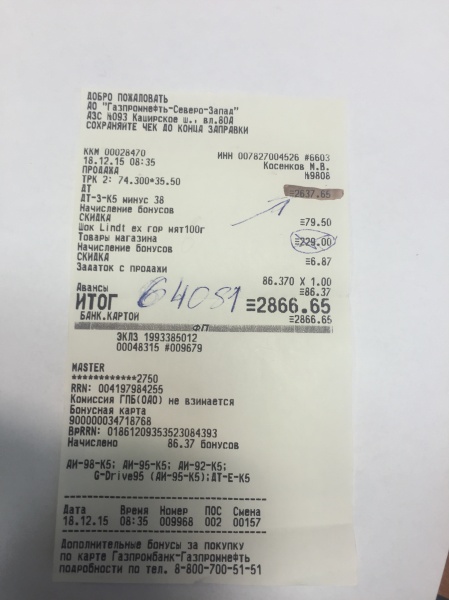 ДОБРО ПОЖАЛОВАТЬ
АО "Газпромнефть-Северо-Запад"
АЗС №093 Каширское ш., вл.80А
СОХРАНЯЙТЕ ЧЕК ДО КОНЦА ЗАПРАВКИ
ККМ 00028470 ИНН 007827004526 #6603
18.12.15 08:35 Косенков М.В.
ПРОДАЖА №9808
ТРК 2: 74.300*35.50
ДТ ≡2637.65
ДТ-З-К5 минус 38
Начисление бонусов
СКИДКА ≡79.50
Шок Lindt ex гор мят100г
Товары магазина ≡229.00
Начисление бонусов
СКИДКА ≡6.87
Задаток с продажи
86.370 X 1.00
Авансы ≡86.37
ИТОГ ≡2866.65
64051
БАНК.КАРТОЙ ≡2866.65
ФП
ЭКЛЗ 1993385012
00048315 #009679
MASTER
************2750
RRN: 004197984255
Комиссия ГПБ(ОАО) не взимается
Бонусная карта
900000034718768
ВрRRN: 01861209353523084393
Начислено 86.37 бонусов
АИ-98-К5; АИ-95-К5; АИ-92-К5;
G-Drive95 (АИ-95-К5);ДТ-Е-К5
Дата Время Номер ПОС Смена
18.12.15 08:35 009968 002 00157
Дополнительные бонусы за покупку
по карте Газпромбанк-Газпромнефть
подробности по тел. 8-800-700-51-51